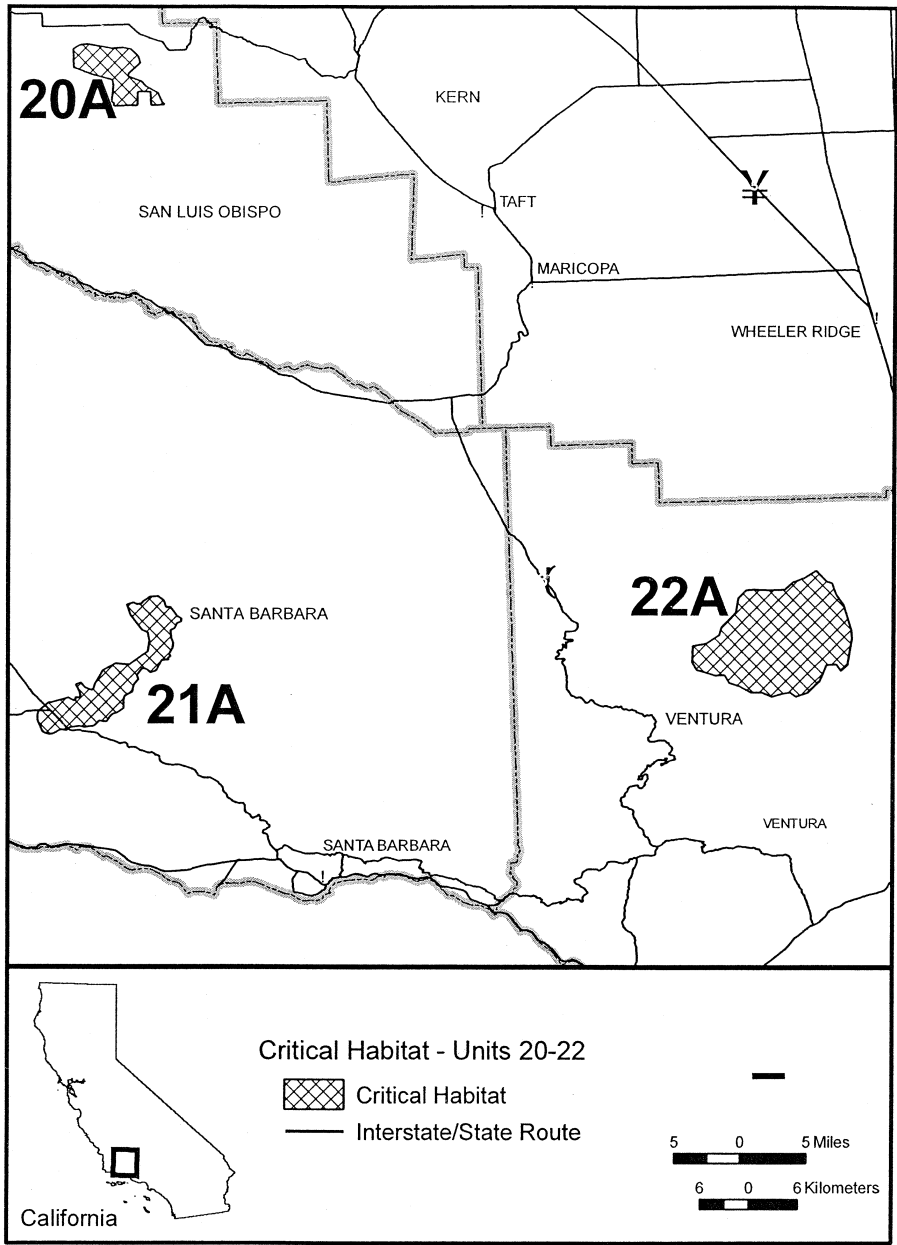 20A
KERN
SAN LUIS OBISPO
TAFT
!
MARICOPA
!
WHEELER RIDGE
22A
SANTA BARBARA
21A
VENTURA
VENTURA
SANTA BARBARA
!
Critical Habitat - Units 20-22
Critical Habitat
Interstate/State Route
5 0 5 Miles
6 0 6 Kilometers
California